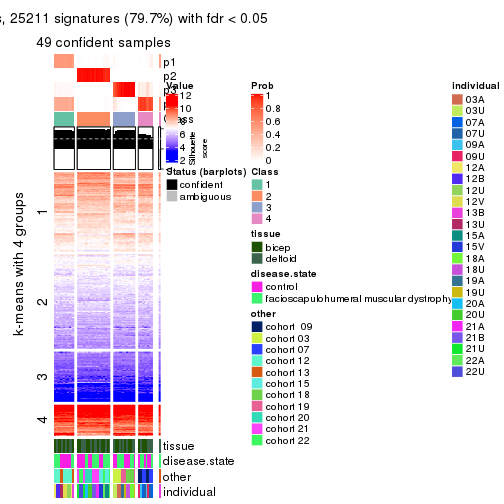 s, 25211 signatures (79.7%) with fdr < 0.05
49 confident samples
p1
p2
p3
Value
12
10
8
6
4
2
Silhouette
score
Status (barplots)
confident
ambiguous
Prob
1
0.8
0.6
0.4
0.2
0
Class
1
2
3
4
tissue
bicep
deltoid
disease.state
control
facioscapulohumeral muscular dystrophy
other
cohort 09
cohort 03
cohort 07
cohort 12
cohort 13
cohort 15
cohort 18
cohort 19
cohort 20
cohort 21
cohort 22
individual
03A
03U
07A
07U
09A
09U
12A
12B
12U
12V
13B
13U
15A
15V
18A
18U
19A
19U
20A
20U
21A
21B
21U
22A
22U
k-means with 4 groups
1
2
3
4
tissue
disease.state
other
individual